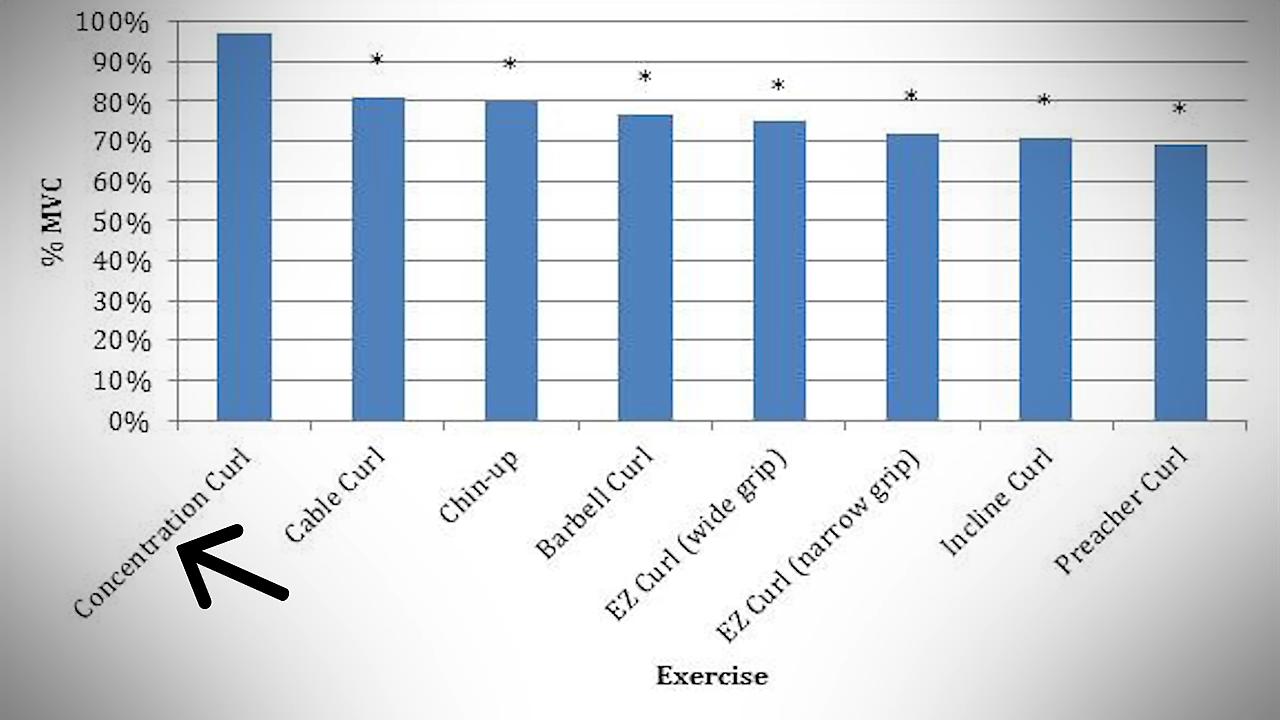 100%
90%
80%
70%
60%
50%
40%
30%
20%
10%
0%
% MVC
*
*
*
*
*
*
*
Concentration Curl
Cable Curl
Chin-up
Barbell Curl
EZ Curl (wide grip)
EZ Curl (narrow grip)
Incline Curl
Preacher Curl
Exercise